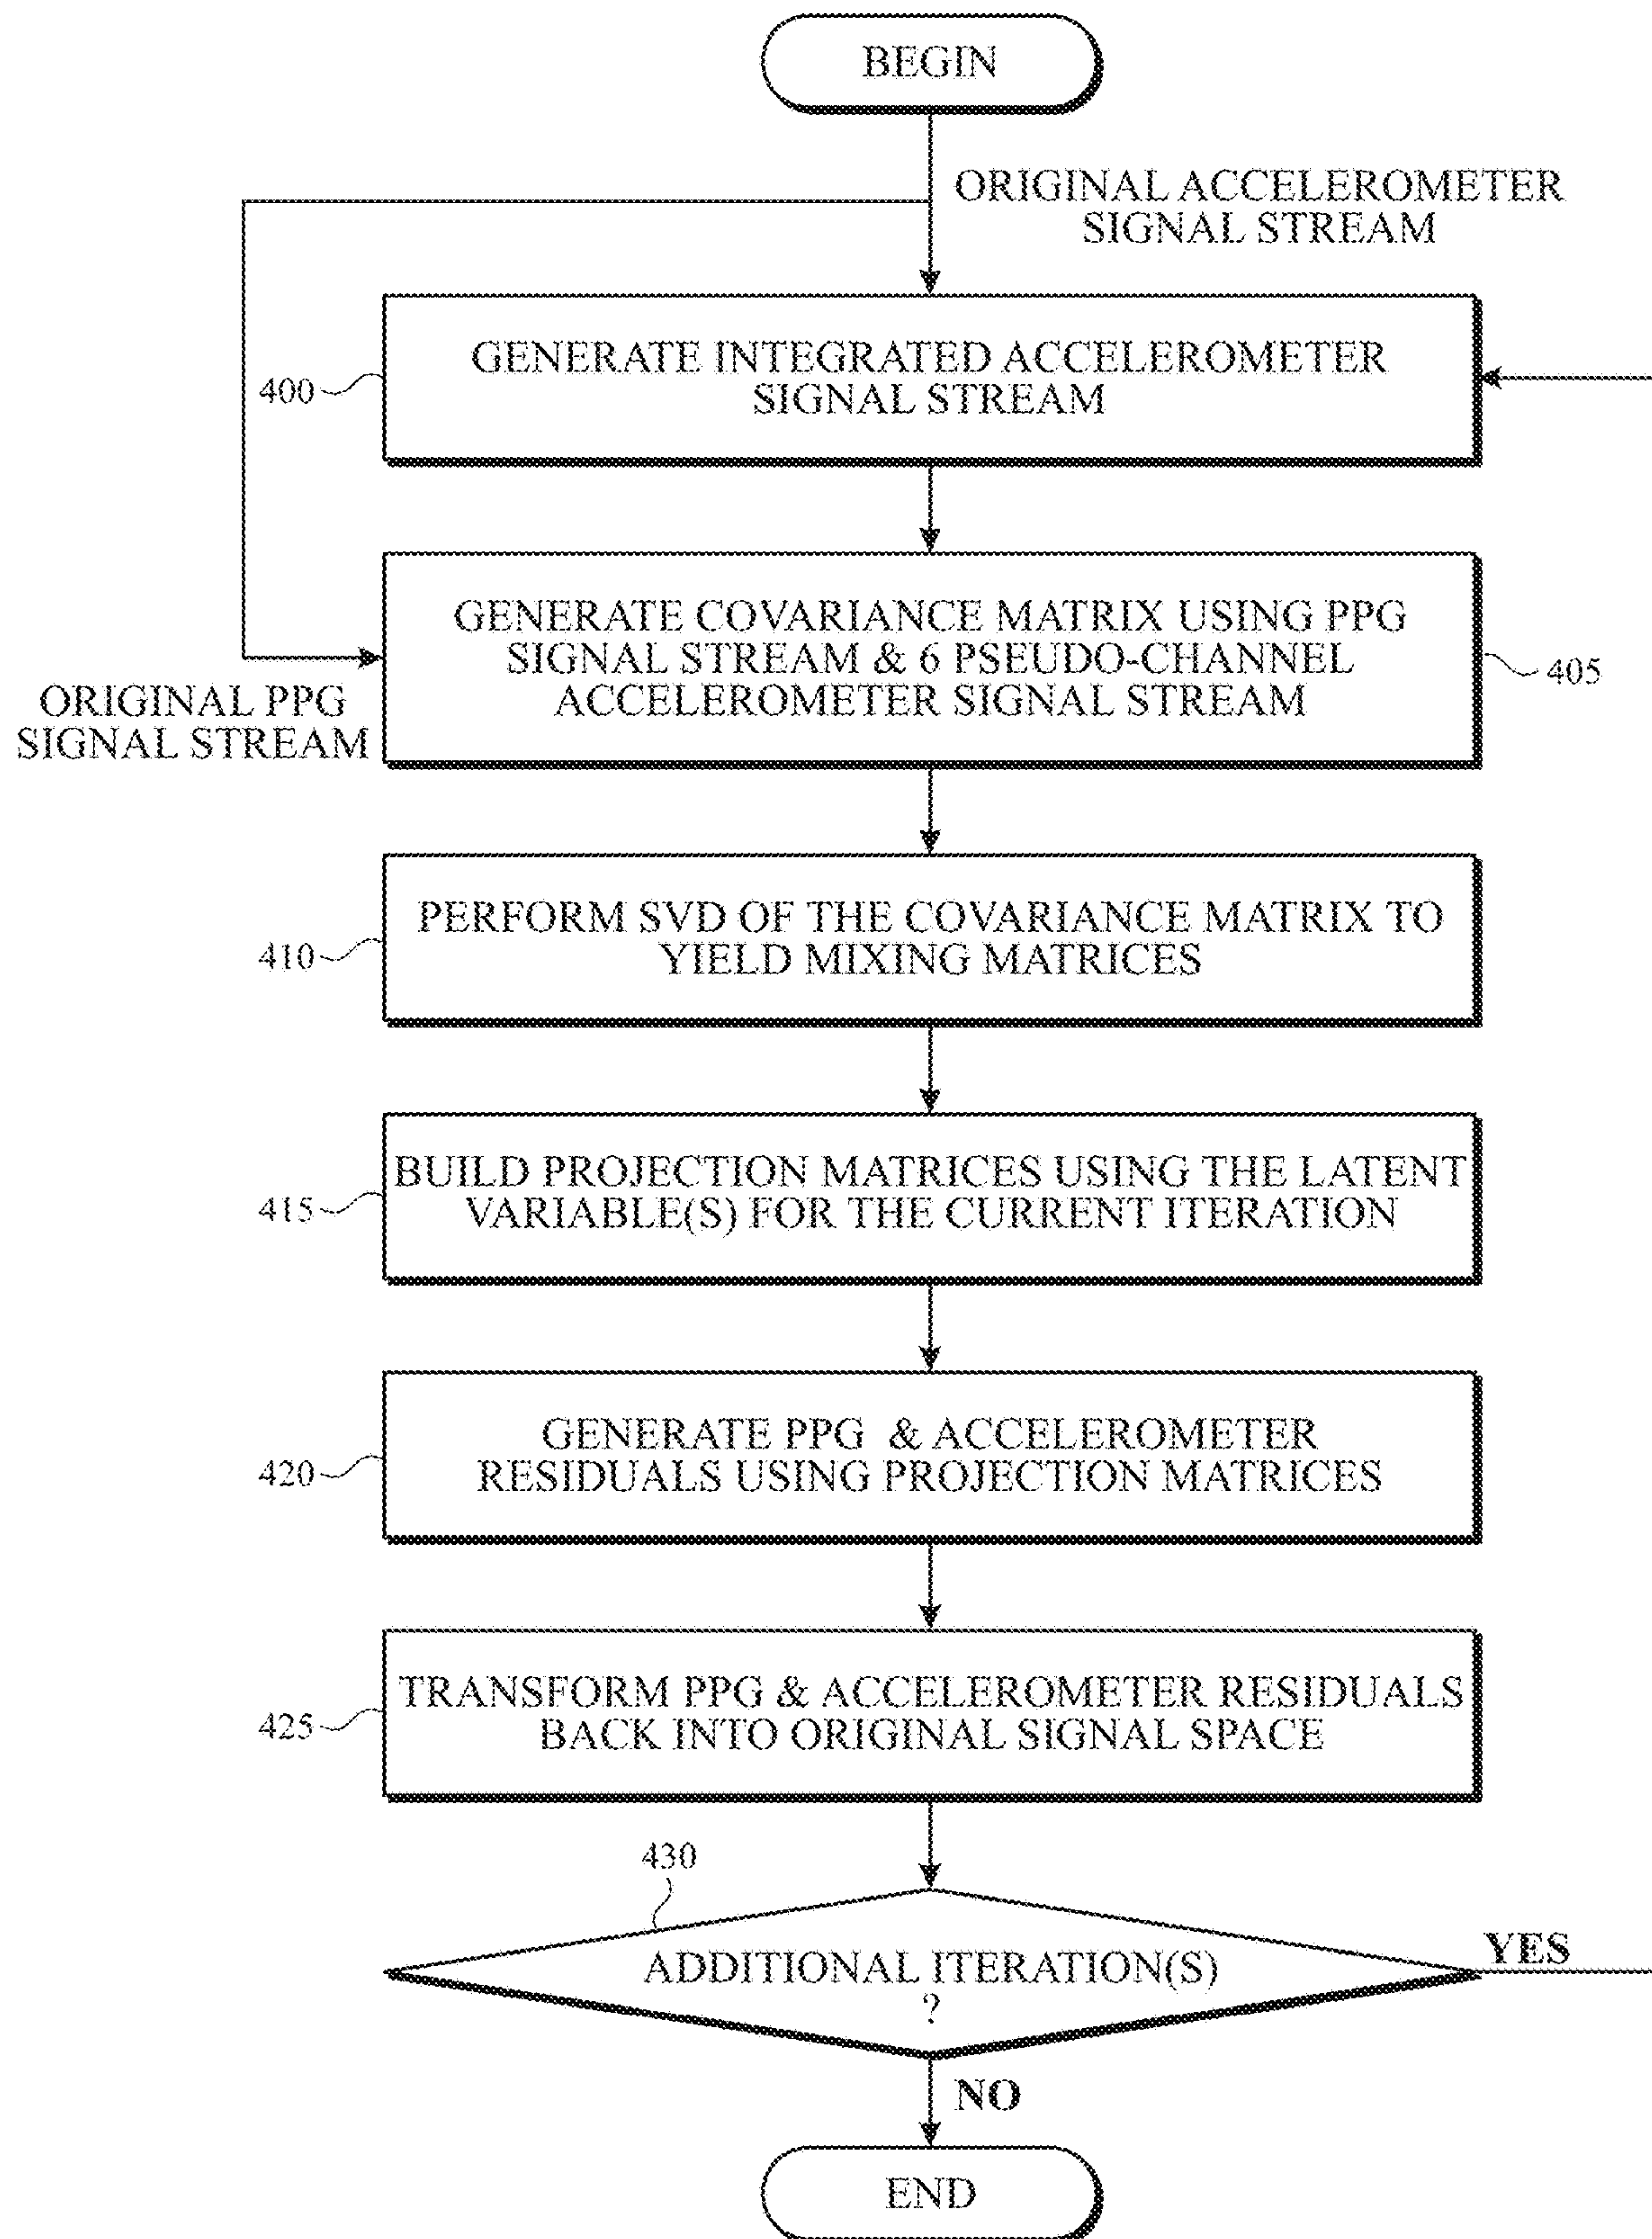 BEGIN
ORIGINAL ACCELEROMETER
SIGNAL STREAM
GENERATE INTEGRATED ACCELEROMETER
SIGNAL STREAM
400
GENERATE COVARIANCE MATRIX USING PPG
SIGNAL STREAM & 6 PSEUDO-CHANNEL
ACCELEROMETER SIGNAL STREAM
405
ORIGINAL PPG
SIGNAL STREAM
PERFORM SVD OF THE COVARIANCE MATRIX TO
YIELD MIXING MATRICES
410
BUILD PROJECTION MATRICES USING THE LATENT
VARIABLE(S) FOR THE CURRENT ITERATION
415
GENERATE PPG & ACCELEROMETER
RESIDUALS USING PROJECTION MATRICES
420
TRANSFORM PPG & ACCELEROMETER RESIDUALS
BACK INTO ORIGINAL SIGNAL SPACE
425
430
ADDITIONAL ITERATION(S)
?
YES
NO
END